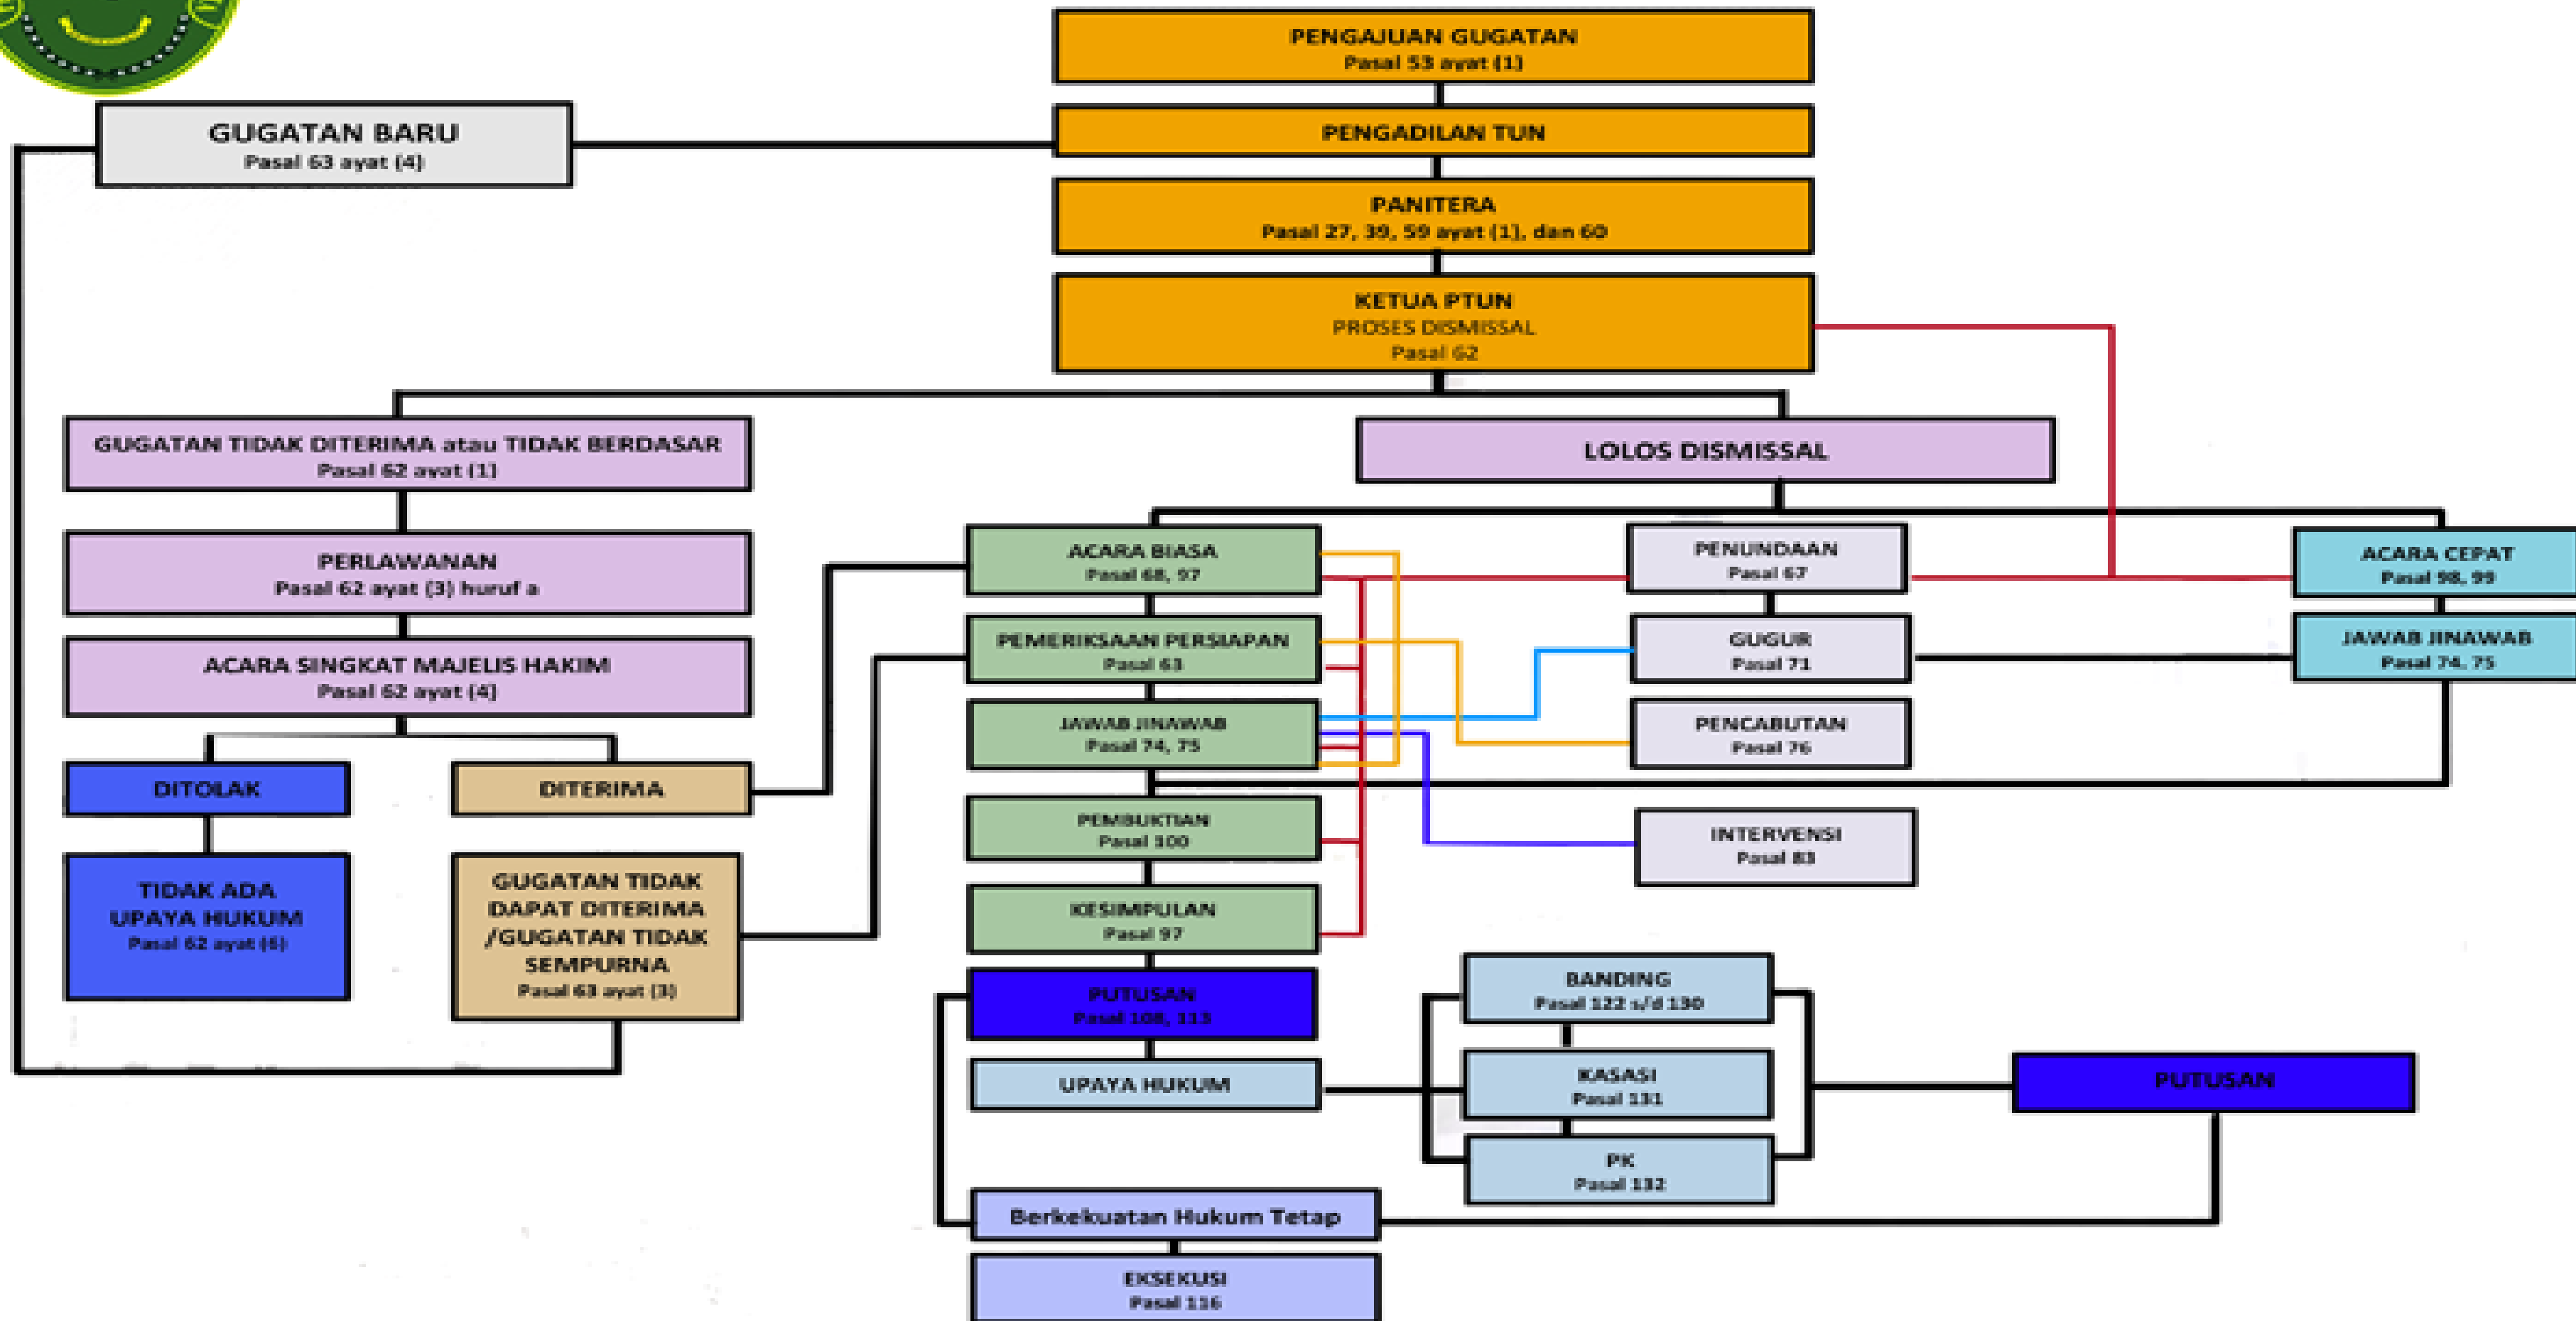 PENGAJUAN GUGATAN
Pasal 53 ayat (1)
GUGATAN BARU
Pasal 63 ayat (4)
PENGADILAN TUN
PANITERA
Pasal 27, 39, 59 ayat (1), dan 60
KETUA PTUN
PROSES DISMISSAL
Pasal 62
GUGATAN TIDAK DITERIMA atau TIDAK BERDASAR
Pasal 62 ayat (1)
LOLOS DISMISSAL
PERLAWANAN
Pasal 62 ayat (3) huruf a
ACARA SINGKAT MAJELIS HAKIM
Pasal 62 ayat (4)
DITOLAK
DITERIMA
TIDAK ADA
UPAYA HUKUM
Pasal 62 ayat (6)
GUGATAN TIDAK
DAPAT DITERIMA
/GUGATAN TIDAK
SEMPURNA
Pasal 63 ayat (3)
ACARA BIASA
Pasal 68, 97
PEMERIKSAAN PERSIAPAN
Pasal 63
JAWAB JINAWAB
Pasal 74, 75
PEMBUKTIAN
Pasal 100
KESIMPULAN
Pasal 97
PUTUSAN
Pasal 108, 113
UPAYA HUKUM
PENUNDAAN
Pasal 67
GUGUR
Pasal 71
PENCABUTAN
Pasal 76
INTERVENSI
Pasal 83
ACARA CEPAT
Pasal 98, 99
JAWAB JINAWAB
Pasal 74, 75
BANDING
Pasal 122 s/d 130
KASASI
Pasal 131
PK
Pasal 132
PUTUSAN
Berkekuatan Hukum Tetap
EKSEKUSI
Pasal 116